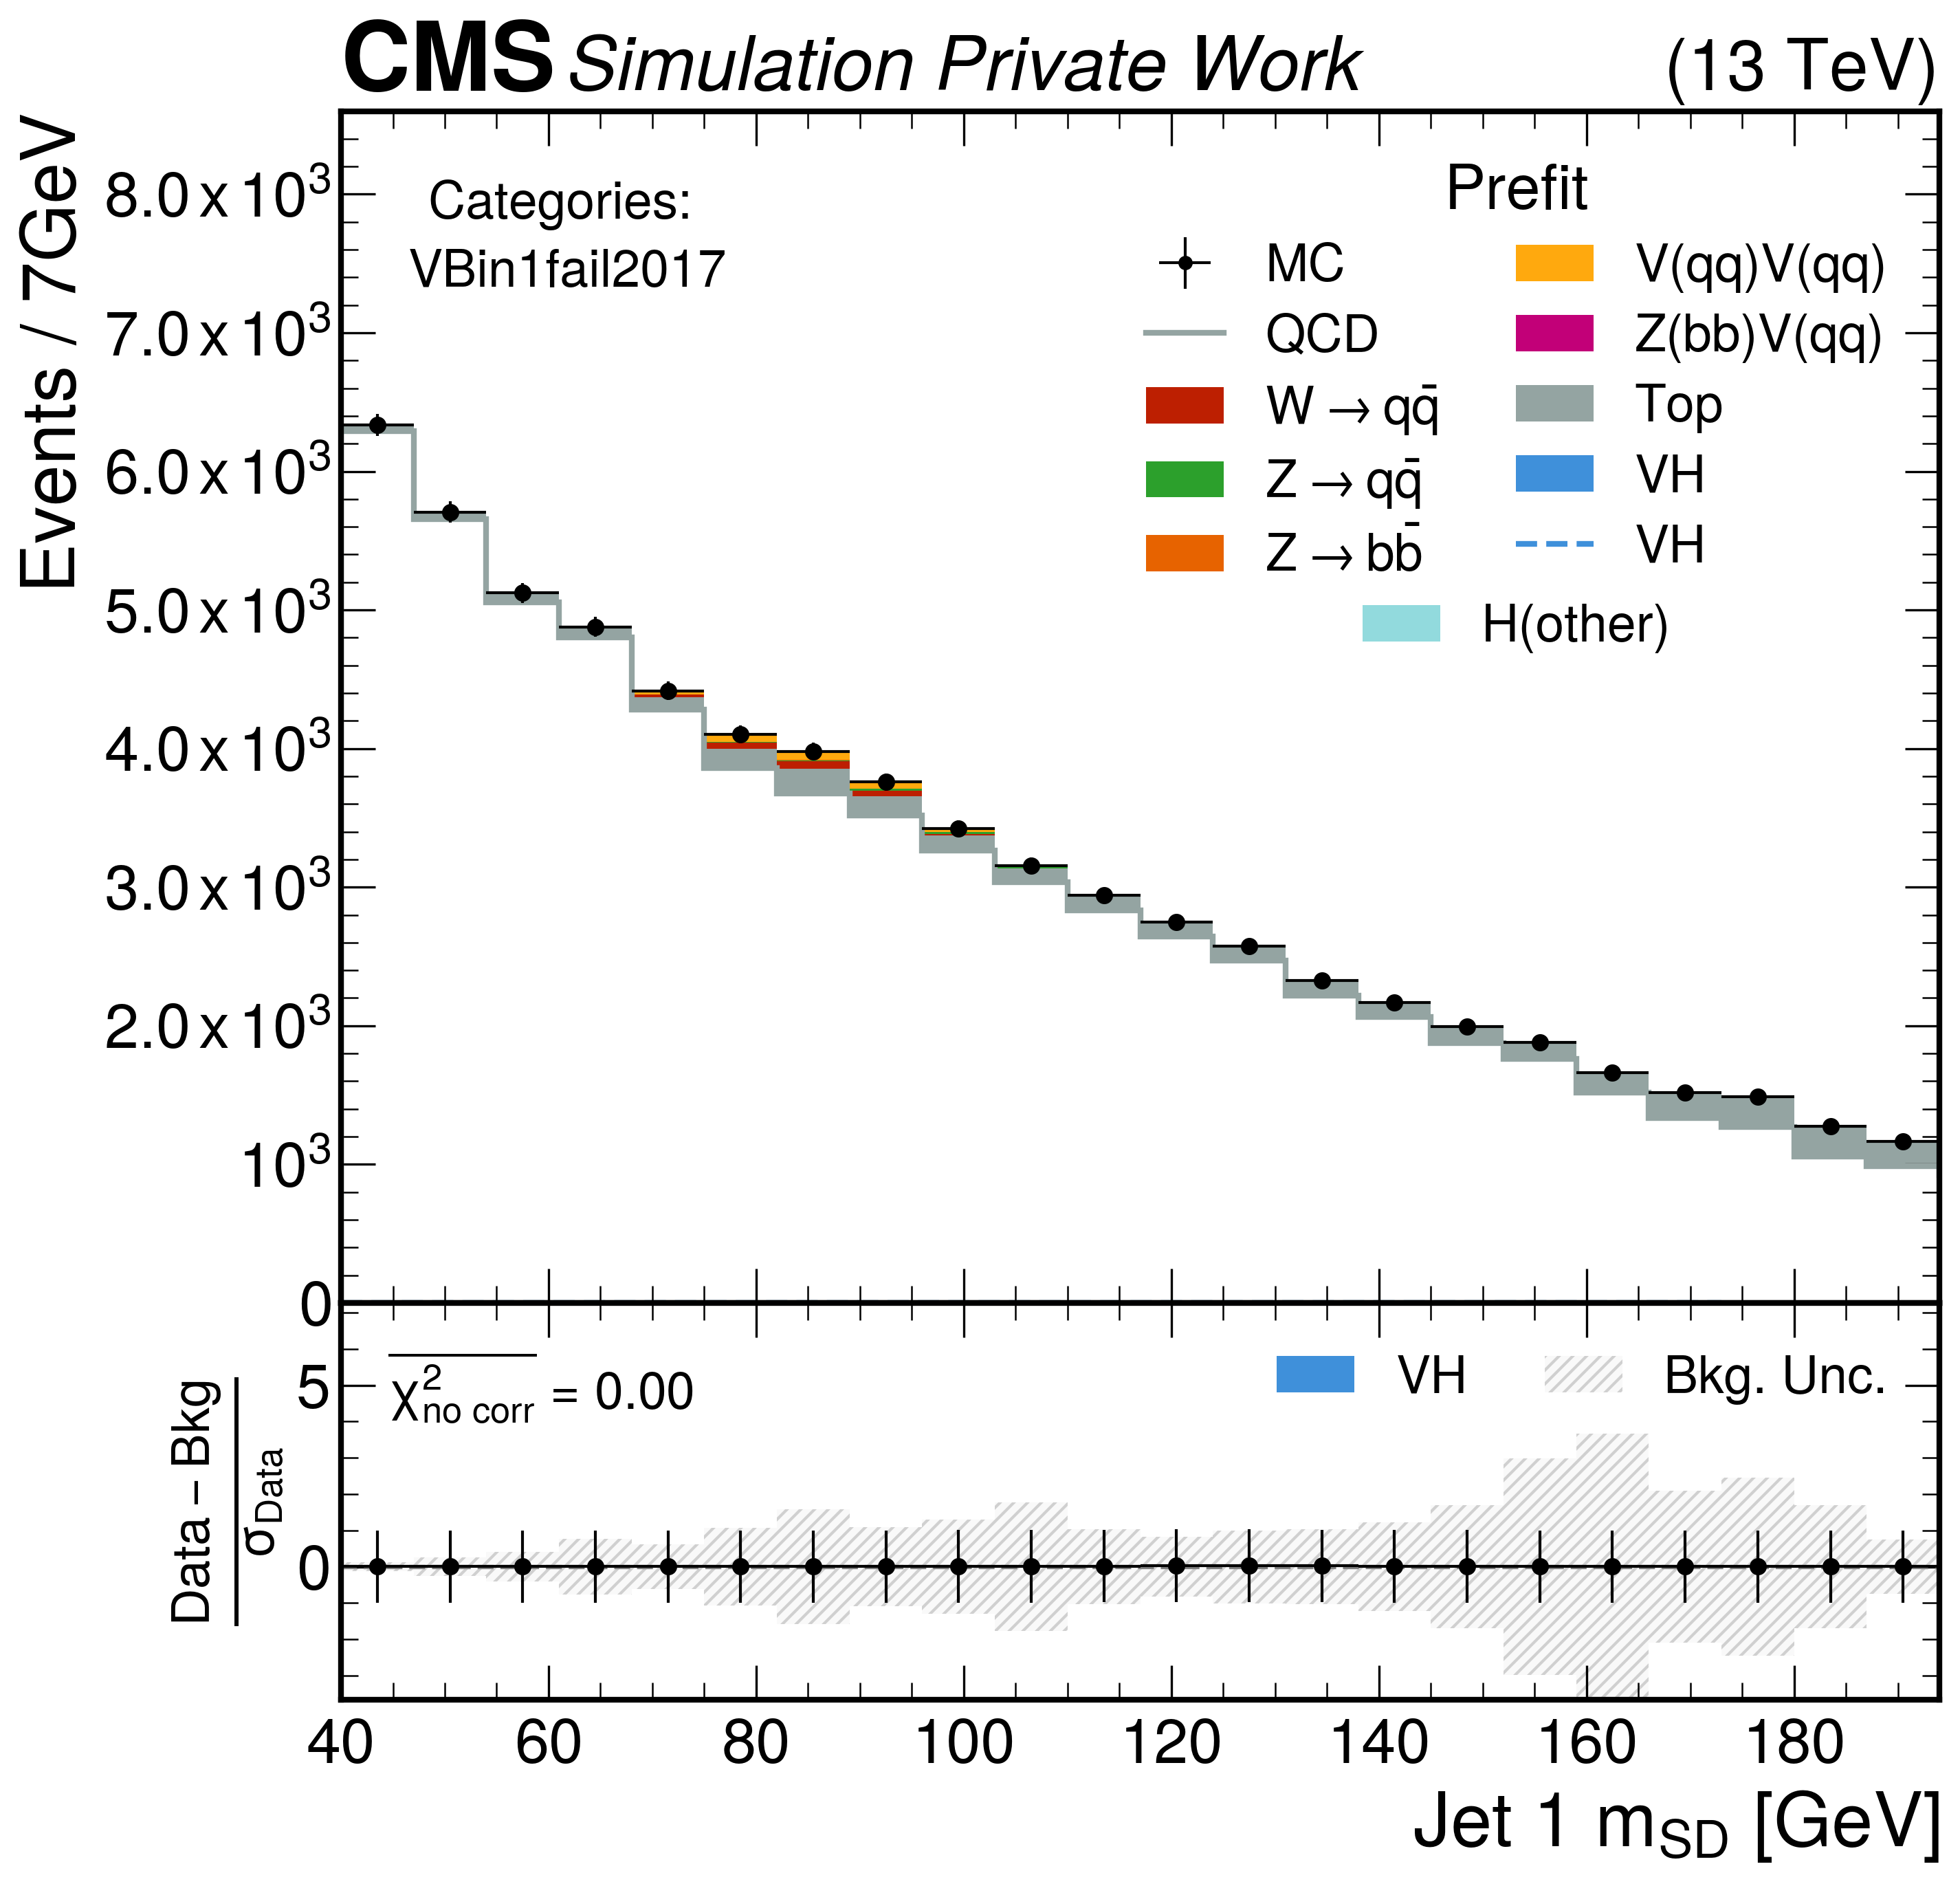 CMS Simulation Private Work (13 TeV)
Events / 7GeV
8.0 x 10³
7.0 x 10³
6.0 x 10³
5.0 x 10³
4.0 x 10³
3.0 x 10³
2.0 x 10³
10³
0
Categories:
VBin1fail2017
Prefit
MC
QCD
W → qq̄
Z → qq̄
Z → bb̄
V(qq)V(qq)
Z(bb)V(qq)
Top
VH
VH
H(other)
Data – Bkg
σ_Data
5
0
χ²_no corr = 0.00
VH
Bkg. Unc.
40 60 80 100 120 140 160 180
Jet 1 m_SD [GeV]